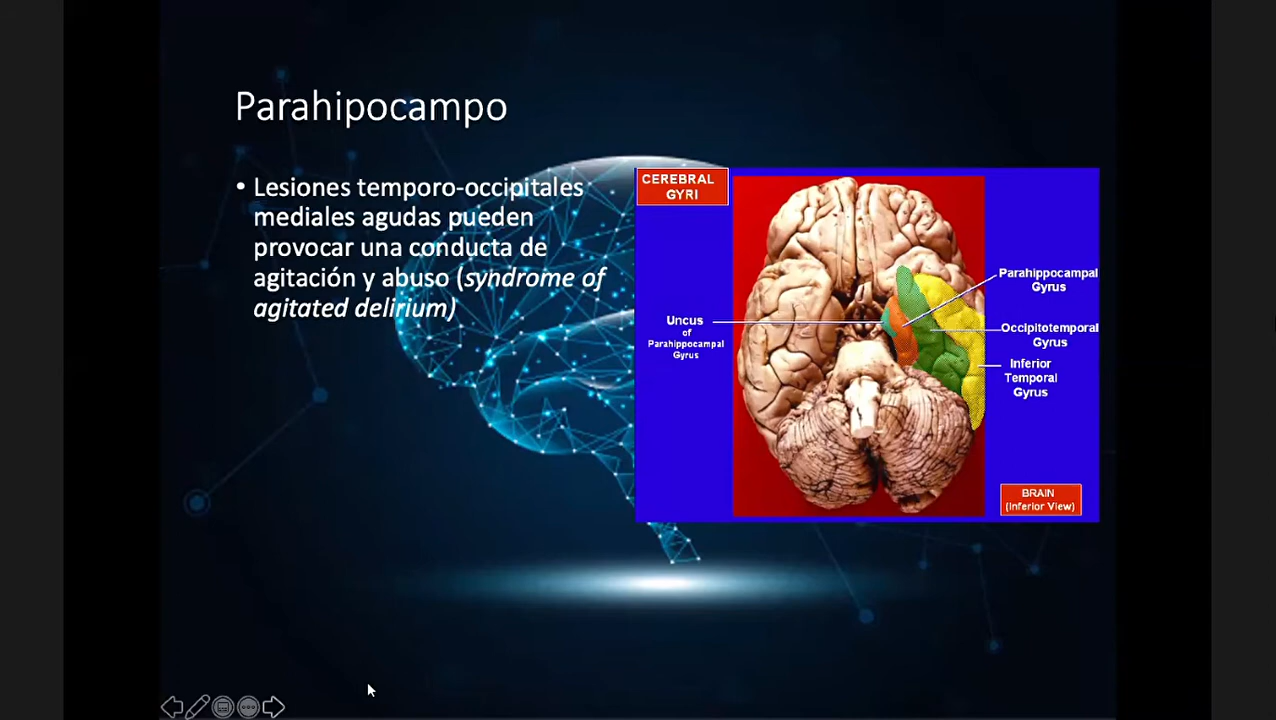 Parahipocampo
• Lesiones temporo-occipitales
mediales agudas pueden
provocar una conducta de
agitación y abuso (syndrome of
agitated delirium)
CEREBRAL
GYRI
Parahippocampal
Gyrus
Uncus
of
Parahippocampal
Gyrus
Occipitotemporal
Gyrus
Inferior
Temporal
Gyrus
BRAIN
(Inferior View)